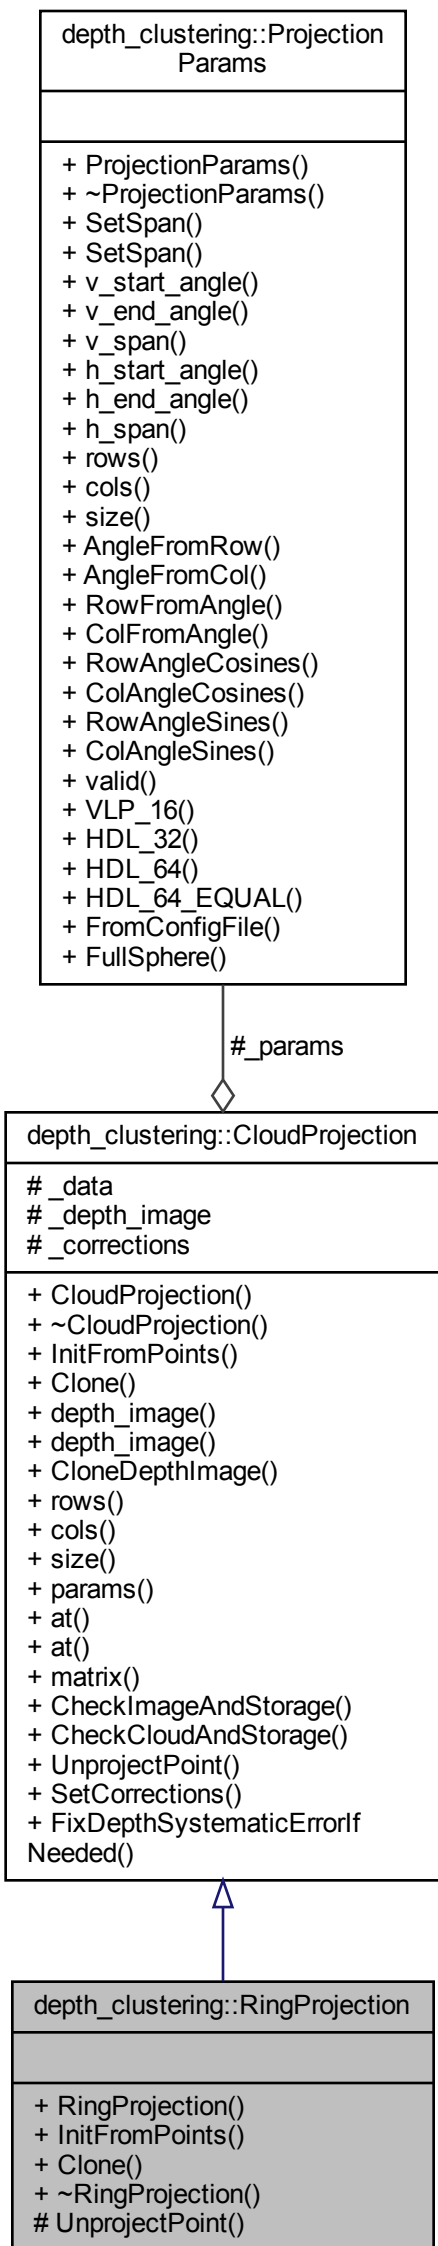 depth_clustering::Projection
Params
+ ProjectionParams()
+ ~ProjectionParams()
+ SetSpan()
+ SetSpan()
+ v_start_angle()
+ v_end_angle()
+ v_span()
+ h_start_angle()
+ h_end_angle()
+ h_span()
+ rows()
+ cols()
+ size()
+ AngleFromRow()
+ AngleFromCol()
+ RowFromAngle()
+ ColFromAngle()
+ RowAngleCosines()
+ ColAngleCosines()
+ RowAngleSines()
+ ColAngleSines()
+ valid()
+ VLP_16()
+ HDL_32()
+ HDL_64()
+ HDL_64_EQUAL()
+ FromConfigFile()
+ FullSphere()
#_params
depth_clustering::CloudProjection
# _data
# _depth_image
# _corrections
+ CloudProjection()
+ ~CloudProjection()
+ InitFromPoints()
+ Clone()
+ depth_image()
+ depth_image()
+ CloneDepthImage()
+ rows()
+ cols()
+ size()
+ params()
+ at()
+ at()
+ matrix()
+ CheckImageAndStorage()
+ CheckCloudAndStorage()
+ UnprojectPoint()
+ SetCorrections()
+ FixDepthSystematicErrorIf
Needed()
depth_clustering::RingProjection
+ RingProjection()
+ InitFromPoints()
+ Clone()
+ ~RingProjection()
# UnprojectPoint()